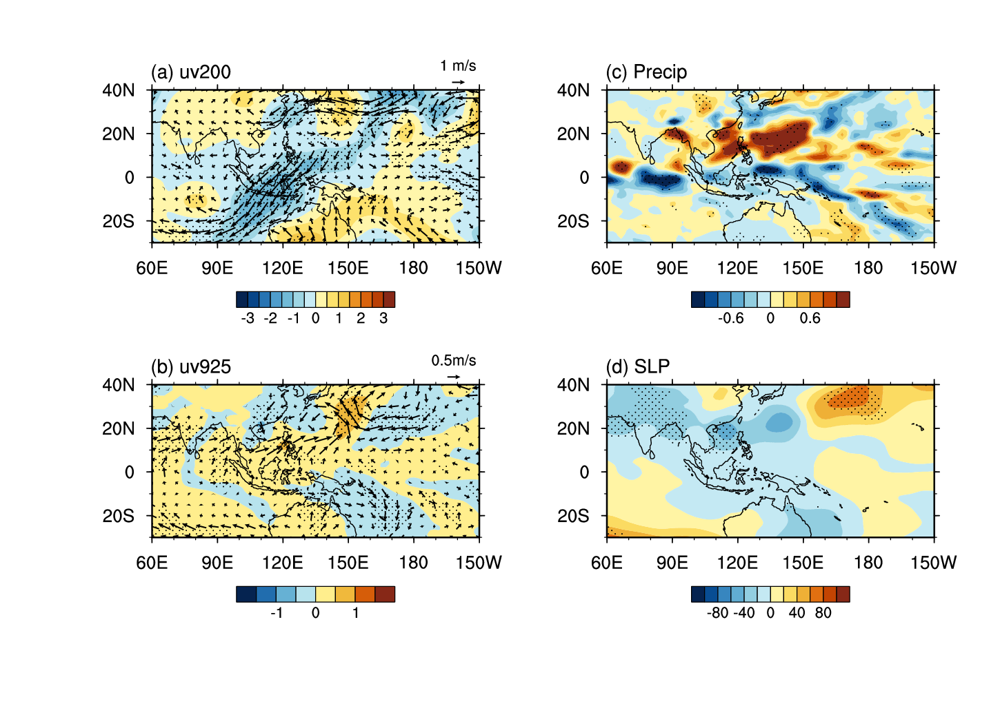 (a) uv200
1 m/s
40N
20N
0
20S
60E 90E 120E 150E 180 150W
-3 -2 -1 0 1 2 3
(c) Precip
40N
20N
0
20S
60E 90E 120E 150E 180 150W
-0.6 0 0.6
(b) uv925
0.5m/s
40N
20N
0
20S
60E 90E 120E 150E 180 150W
-1 0 1
(d) SLP
40N
20N
0
20S
60E 90E 120E 150E 180 150W
-80 -40 0 40 80